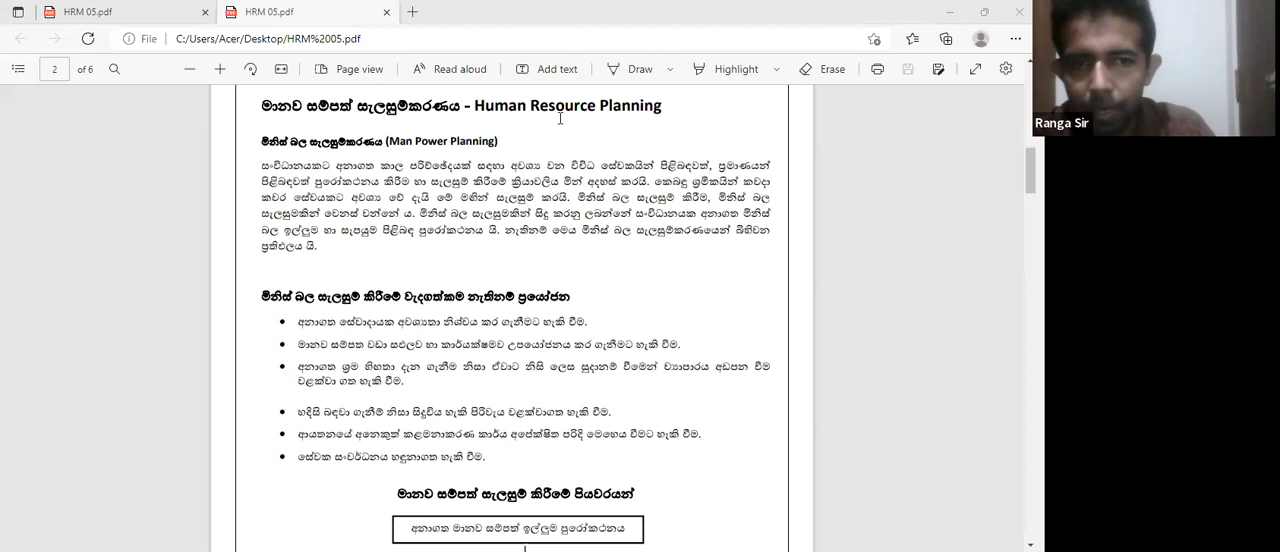 HRM 05.pdf
HRM 05.pdf
File C:/Users/Acer/Desktop/HRM%2005.pdf
2 of 6 Page view Read aloud Add text Draw Highlight Erase
Ranga Sir
මානව සම්පත් සැලසුම්කරණය - Human Resource Planning
මිනිස් බල සැලසුම්කරණය (Man Power Planning)
සංවිධානයකට අනාගත කාල පරිච්ඡේදයක් සඳහා අවශ්‍ය වන විවිධ සේවකයින් පිළිබඳවත්, ප්‍රමාණයන්
පිළිබඳවත් පුරෝකථනය කිරීම හා සැලසුම් කිරීමේ ක්‍රියාවලිය මින් අදහස් කරයි. කෙබඳු ශ්‍රමිකයින් කවදා
කවර සේවයකට අවශ්‍ය වේ දැයි මේ මඟින් සැලසුම් කරයි. මිනිස් බල සැලසුම් කිරීම, මිනිස් බල
සැලසුමකින් වෙනස් වන්නේ ය. මිනිස් බල සැලසුමකින් සිදු කරනු ලබන්නේ සංවිධානයක අනාගත මිනිස්
බල ඉල්ලුම හා සැපයුම පිළිබඳ පුරෝකථනය යි. නැතිනම් මෙය මිනිස් බල සැලසුම්කරණයෙන් බිහිවන
ප්‍රතිඵලය යි.
මිනිස් බල සැලසුම් කිරීමේ වැදගත්කම නැතිනම් ප්‍රයෝජන
• අනාගත සේවාදායක අවශ්‍යතා නිශ්චය කර ගැනීමට හැකි වීම.
• මානව සම්පත වඩා සඵලව හා කාර්යක්ෂමව උපයෝජනය කර ගැනීමට හැකි වීම.
• අනාගත ශ්‍රම හිඟතා දැන ගැනීම නිසා ඒවාට නිසි ලෙස සුදානම් වීමෙන් ව්‍යාපාරය අඩපන වීම
වළක්වා ගත හැකි වීම.
• හදිසි බඳවා ගැනීම් නිසා සිදුවිය හැකි පිරිවැය වළක්වාගත හැකි වීම.
• ආයතනයේ අනෙකුත් කළමනාකරණ කාර්ය අපේක්ෂිත පරිදි මෙහෙය වීමට හැකි වීම.
• සේවක සංවර්ධනය හඳුනාගත හැකි වීම.
මානව සම්පත් සැලසුම් කිරීමේ පියවරයන්
අනාගත මානව සම්පත් ඉල්ලුම පුරෝකථනය